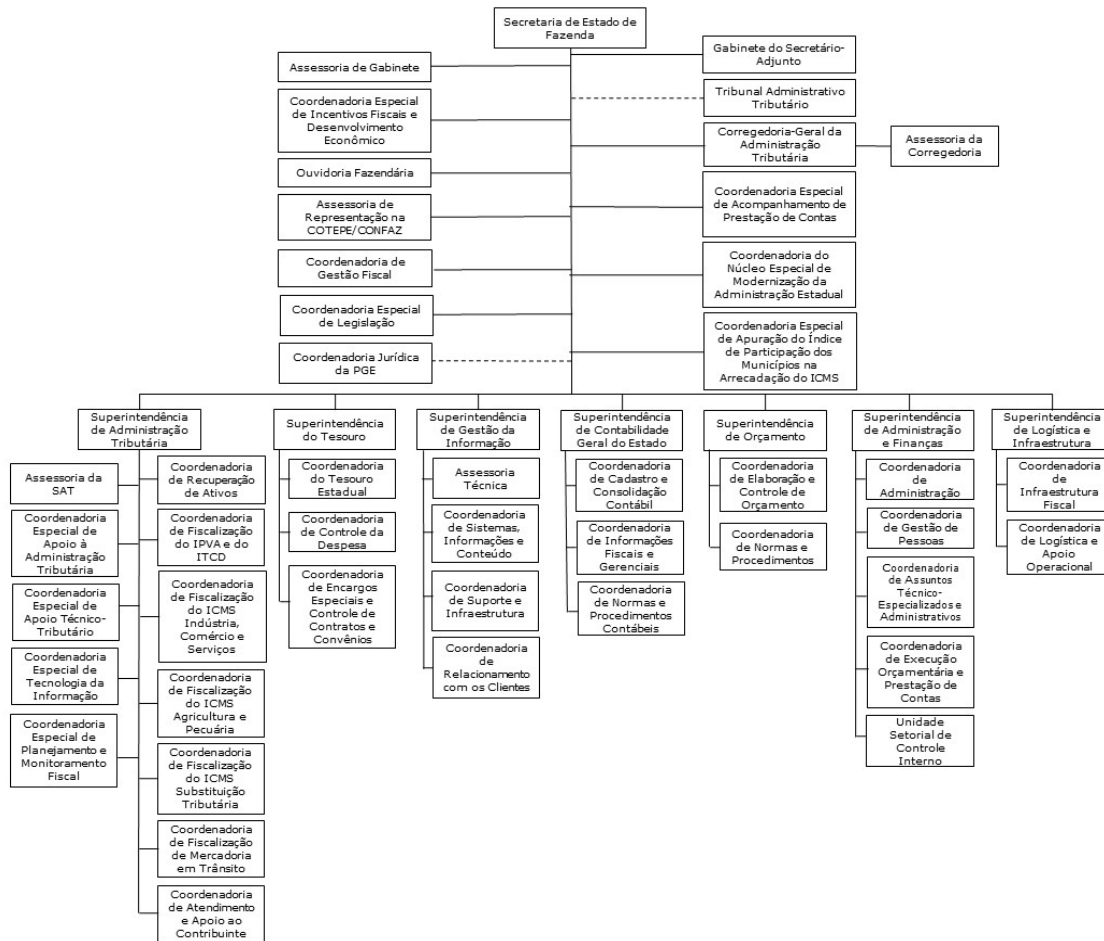 Secretaria de Estado de
Fazenda
Assessoria de Gabinete
Coordenadoria Especial
de Incentivos Fiscais e
Desenvolvimento
Econômico
Ouvidoria Fazendária
Assessoria de
Representação na
COTEPE/CONFAZ
Coordenadoria de
Gestão Fiscal
Coordenadoria Especial
de Legislação
Coordenadoria Jurídica
da PGE
Gabinete do Secretário-
Adjunto
Tribunal Administrativo
Tributário
Corregedoria-Geral da
Administração
Tributária
Assessoria da
Corregedoria
Coordenadoria Especial
de Acompanhamento de
Prestação de Contas
Coordenadoria do
Núcleo Especial de
Modernização da
Administração Estadual
Coordenadoria Especial
de Apuração do Índice
de Participação dos
Municípios na
Arrecadação do ICMS
Superintendência
de Administração
Tributária
Assessoria da
SAT
Coordenadoria
Especial de
Apoio à
Administração
Tributária
Coordenadoria
Especial de
Apoio Técnico-
Tributário
Coordenadoria
Especial de
Tecnologia da
Informação
Coordenadoria
Especial de
Planejamento e
Monitoramento
Fiscal
Coordenadoria
de Recuperação
de Ativos
Coordenadoria
de Fiscalização
do IPVA e do
ITCD
Coordenadoria
de Fiscalização
do ICMS
Indústria,
Comércio e
Serviços
Coordenadoria
de Fiscalização
do ICMS
Agricultura e
Pecuária
Coordenadoria
de Fiscalização
do ICMS
Substituição
Tributária
Coordenadoria
de Fiscalização
de Mercadoria
em Trânsito
Coordenadoria
de Atendimento
e Apoio ao
Contribuinte
Superintendência
do Tesouro
Coordenadoria
do Tesouro
Estadual
Coordenadoria
de Controle da
Despesa
Coordenadoria
de Encargos
Especiais e
Controle de
Contratos e
Convênios
Superintendência
de Gestão da
Informação
Assessoria
Técnica
Coordenadoria
de Sistemas,
Informações e
Conteúdo
Coordenadoria
de Suporte e
Infraestrutura
Coordenadoria
de
Relacionamento
com os Clientes
Superintendência
de Contabilidade
Geral do Estado
Coordenadoria
de Cadastro e
Consolidação
Contábil
Coordenadoria
de Informações
Fiscais e
Gerenciais
Coordenadoria
de Normas e
Procedimentos
Contábeis
Superintendência
de Orçamento
Coordenadoria
de Elaboração e
Controle de
Orçamento
Coordenadoria
de Normas e
Procedimentos
Superintendência
de Administração
e Finanças
Coordenadoria
de
Administração
Coordenadoria
de Gestão de
Pessoas
Coordenadoria
de Assuntos
Técnico-
Especializados e
Administrativos
Coordenadoria
de Execução
Orçamentária e
Prestação de
Contas
Unidade
Setorial de
Controle
Interno
Superintendência
de Logística e
Infraestrutura
Coordenadoria
de
Infraestrutura
Fiscal
Coordenadoria
de Logística e
Apoio
Operacional